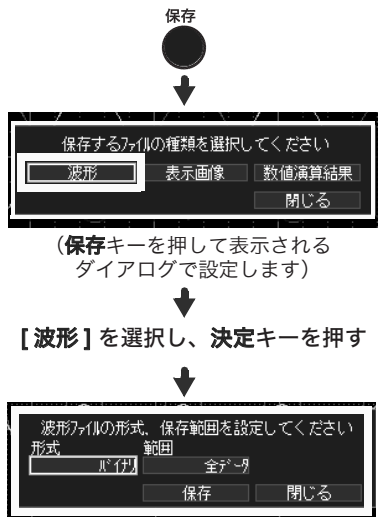 保存
保存するファイルの種類を選択してください
波形 表示画像 数値演算結果
閉じる
(保存キーを押して表示される
ダイアログで設定します)
[ 波形 ] を選択し、決定キーを押す
波形ファイルの形式、保存範囲を設定してください
形式 範囲
バイナリ 全データ
保存 閉じる